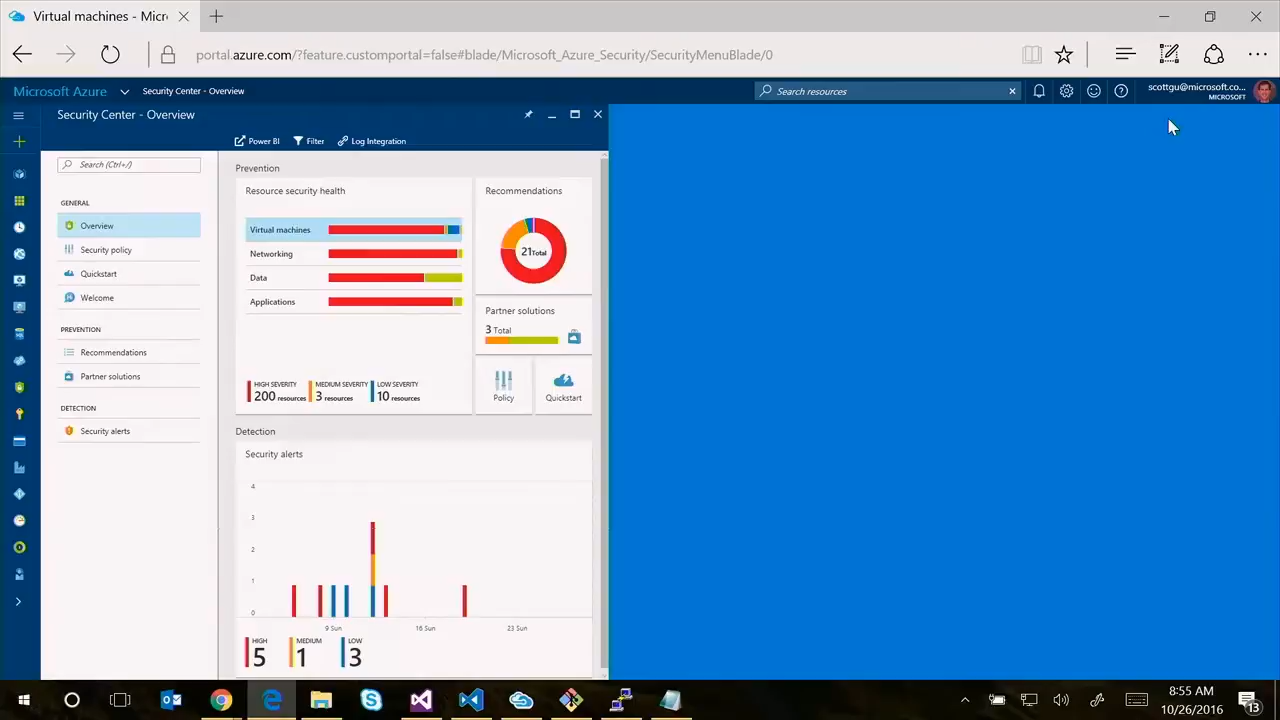 Virtual machines - Micr
portal.azure.com/?feature.customportal=false#blade/Microsoft_Azure_Security/SecurityMenuBlade/0
Microsoft Azure
Security Center - Overview
Search resources
scottgu@microsoft.co...
MICROSOFT
Security Center - Overview
Power BI
Filter
Log Integration
Search (Ctrl+/)
GENERAL
Overview
Security policy
Quickstart
Welcome
PREVENTION
Recommendations
Partner solutions
DETECTION
Security alerts
Prevention
Resource security health
Virtual machines
Networking
Data
Applications
HIGH SEVERITY
200 resources
MEDIUM SEVERITY
3 resources
LOW SEVERITY
10 resources
Recommendations
21 Total
Partner solutions
3 Total
Policy
Quickstart
Detection
Security alerts
4
3
2
1
0
9 Sun
16 Sun
23 Sun
HIGH
5
MEDIUM
1
LOW
3
8:55 AM
10/26/2016
13